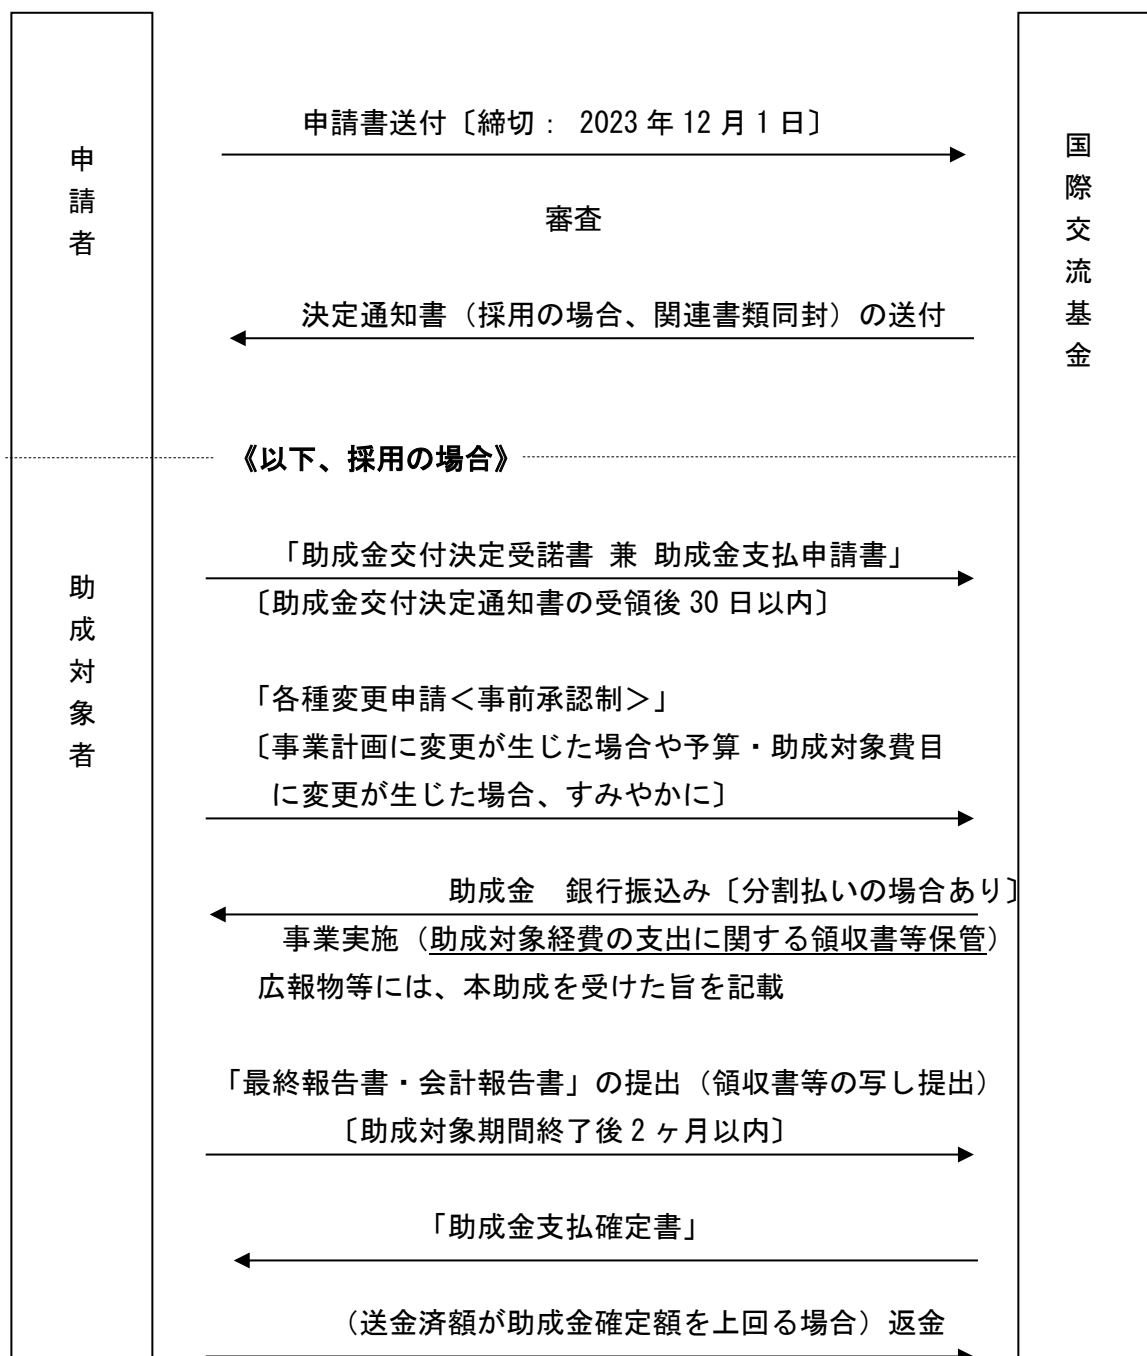 申請者
国際交流基金
申請書送付〔締切： 2023年12月1日〕
審査
決定通知書（採用の場合、関連書類同封）の送付
《以下、採用の場合》
助成対象者
「助成金交付決定受諾書 兼 助成金支払申請書」
〔助成金交付決定通知書の受領後30日以内〕
「各種変更申請＜事前承認制＞」
〔事業計画に変更が生じた場合や予算・助成対象費目
に変更が生じた場合、すみやかに〕
助成金　銀行振込み〔分割払いの場合あり〕
事業実施（助成対象経費の支出に関する領収書等保管）
広報物等には、本助成を受けた旨を記載
「最終報告書・会計報告書」の提出（領収書等の写し提出）
〔助成対象期間終了後2ヶ月以内〕
「助成金支払確定書」
（送金済額が助成金確定額を上回る場合）返金